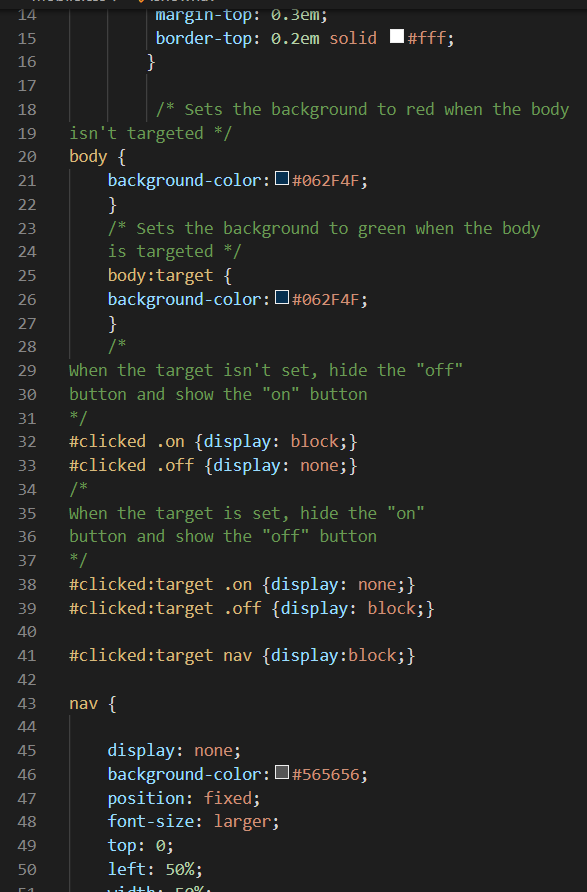 14 margin-top: 0.3em;
15 border-top: 0.2em solid #fff;
16 }
17
18 /* Sets the background to red when the body
19 isn't targeted */
20 body {
21 background-color: #062F4F;
22 }
23 /* Sets the background to green when the body
24 is targeted */
25 body:target {
26 background-color: #062F4F;
27 }
28 /*
29 When the target isn't set, hide the "off"
30 button and show the "on" button
31 */
32 #clicked .on {display: block;}
33 #clicked .off {display: none;}
34 /*
35 When the target is set, hide the "on"
36 button and show the "off" button
37 */
38 #clicked:target .on {display: none;}
39 #clicked:target .off {display: block;}
40
41 #clicked:target nav {display:block;}
42
43 nav {
44
45 display: none;
46 background-color: #565656;
47 position: fixed;
48 font-size: larger;
49 top: 0;
50 left: 50%;
51 width: 50%;